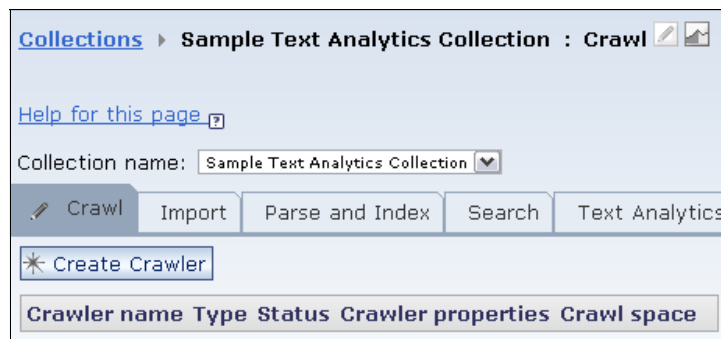 Collections ▸ Sample Text Analytics Collection : Crawl
Help for this page ?
Collection name: Sample Text Analytics Collection
Crawl Import Parse and Index Search Text Analytics
Create Crawler
Crawler name Type Status Crawler properties Crawl space